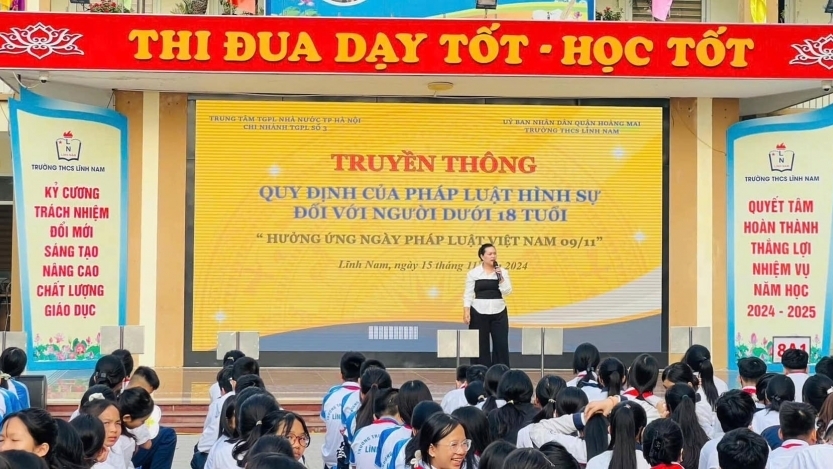 THI ĐUA DẠY TỐT - HỌC TỐT
TRUNG TÂM TGPL NHÀ NƯỚC TP HÀ NỘI
CHI NHÁNH TGPL SỐ 3
UỶ BAN NHÂN DÂN QUẬN HOÀNG MAI
TRƯỜNG THCS LĨNH NAM
TRUYỀN THÔNG
QUY ĐỊNH CỦA PHÁP LUẬT HÌNH SỰ
ĐỐI VỚI NGƯỜI DƯỚI 18 TUỔI
“ HƯỞNG ỨNG NGÀY PHÁP LUẬT VIỆT NAM 09/11”
Lĩnh Nam, ngày 15 tháng 11 2024
LN
TRƯỜNG THCS LĨNH NAM
KỶ CƯƠNG
TRÁCH NHIỆM
ĐỔI MỚI
SÁNG TẠO
NÂNG CAO
CHẤT LƯỢNG
GIÁO DỤC
LN
TRƯỜNG THCS LĨNH NAM
QUYẾT TÂM
HOÀN THÀNH
THẮNG LỢI
NHIỆM VỤ
NĂM HỌC
2024 - 2025
8A1